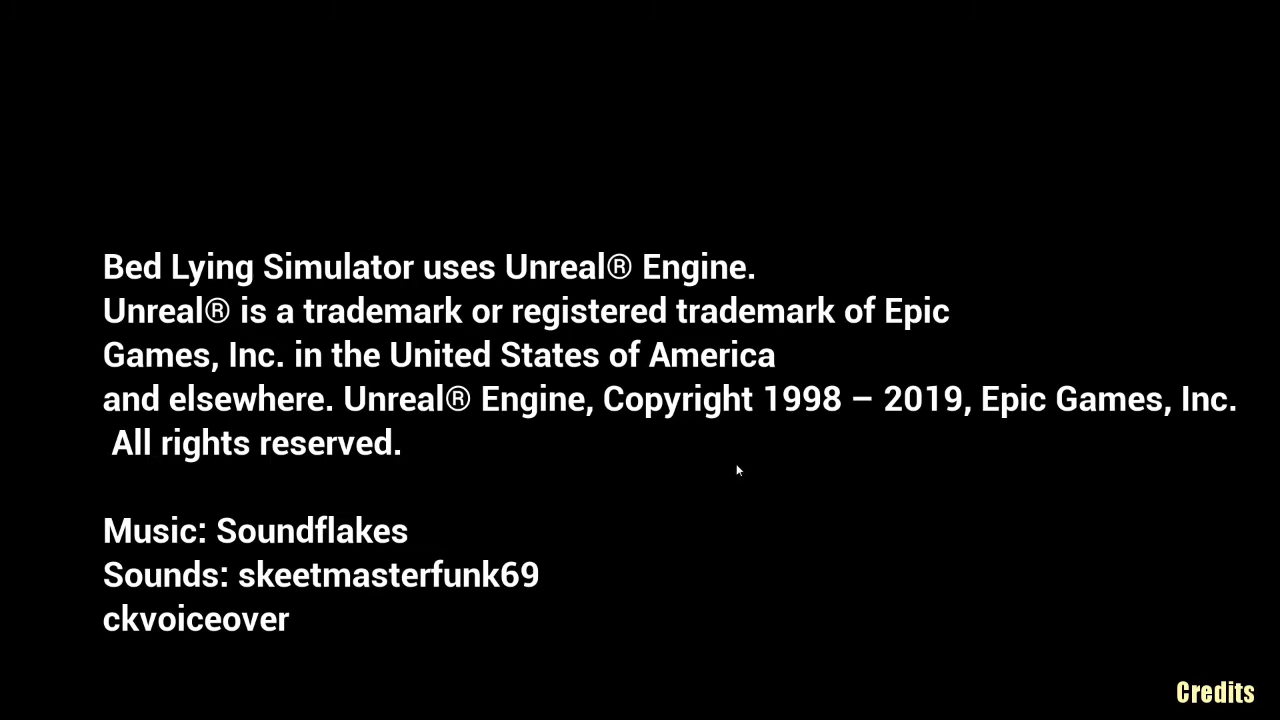 Bed Lying Simulator uses Unreal® Engine.
Unreal® is a trademark or registered trademark of Epic
Games, Inc. in the United States of America
and elsewhere. Unreal® Engine, Copyright 1998 – 2019, Epic Games, Inc.
All rights reserved.
Music: Soundflakes
Sounds: skeetmasterfunk69
ckvoiceover
Credits